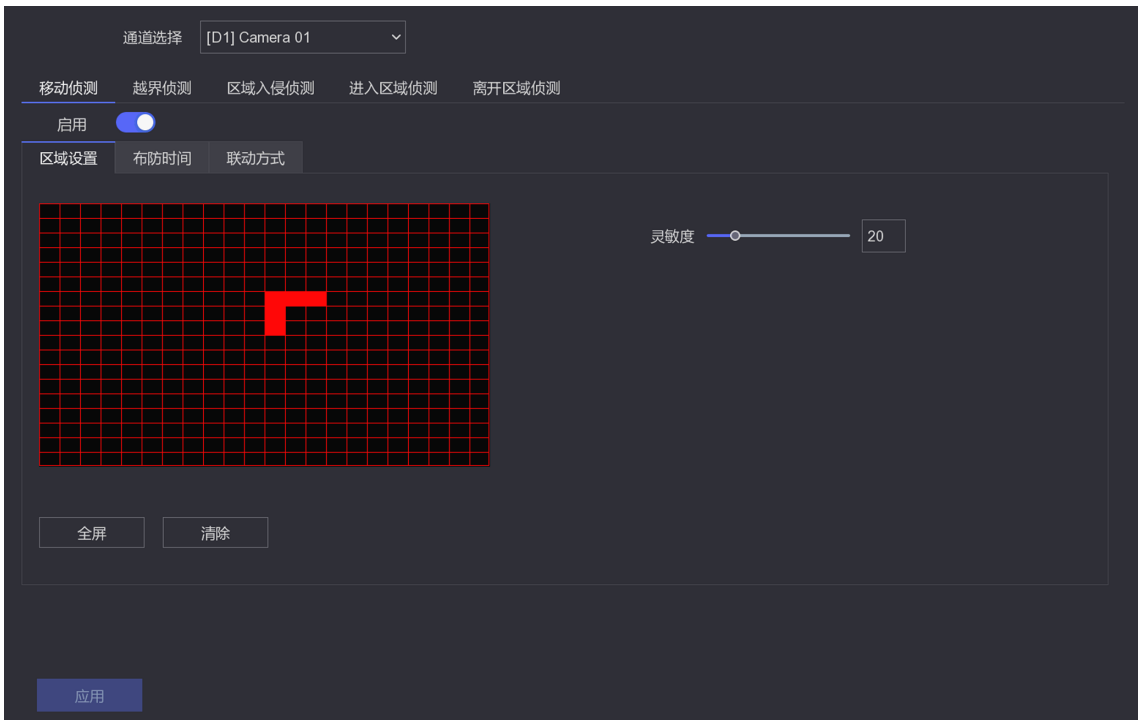 通道选择 [D1] Camera 01
移动侦测 越界侦测 区域入侵侦测 进入区域侦测 离开区域侦测
启用
区域设置 布防时间 联动方式
灵敏度 20
全屏 清除
应用